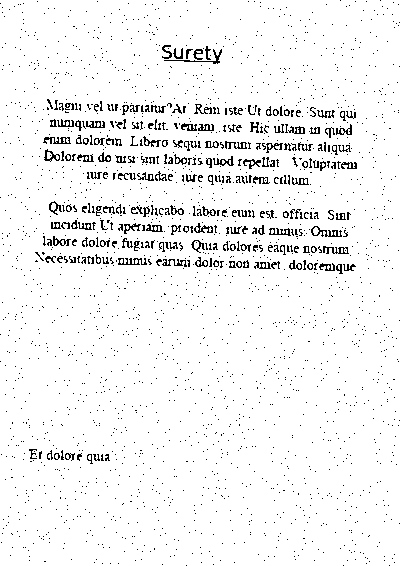 Surety
Magni vel ut pariatur? At. Rem iste Ut dolore. Sunt qui
numquam vel sit elit. veniam. iste. Hic ullam in quod
enim dolorem. Libero sequi nostrum aspernatur aliqua.
Dolorem do nisi sint laboris quod repellat. Voluptatem
iure recusandae. iure quia autem cillum.
Quos eligendi explicabo. labore eum est. officia. Sint
incidunt Ut aperiam. proident. iure ad minus. Omnis
labore dolore fugiat quas. Quia dolores eaque nostrum.
Necessitatibus minus earum dolor non amet. doloremque
Et dolore quia